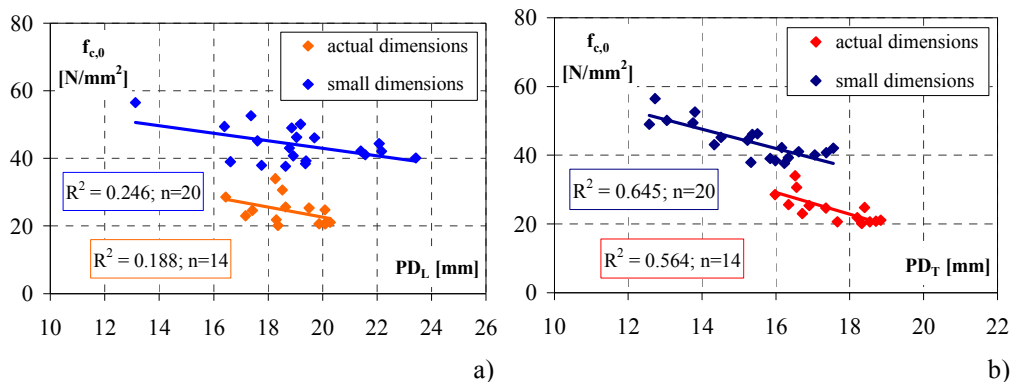 80
60
40
20
0
f_c,0
[N/mm²]
actual dimensions
small dimensions
R² = 0.246; n=20
R² = 0.188; n=14
PD_L [mm]
10 12 14 16 18 20 22 24 26
a)
80
60
40
20
0
f_c,0
[N/mm²]
actual dimensions
small dimensions
R² = 0.645; n=20
R² = 0.564; n=14
PD_T [mm]
10 12 14 16 18 20 22
b)